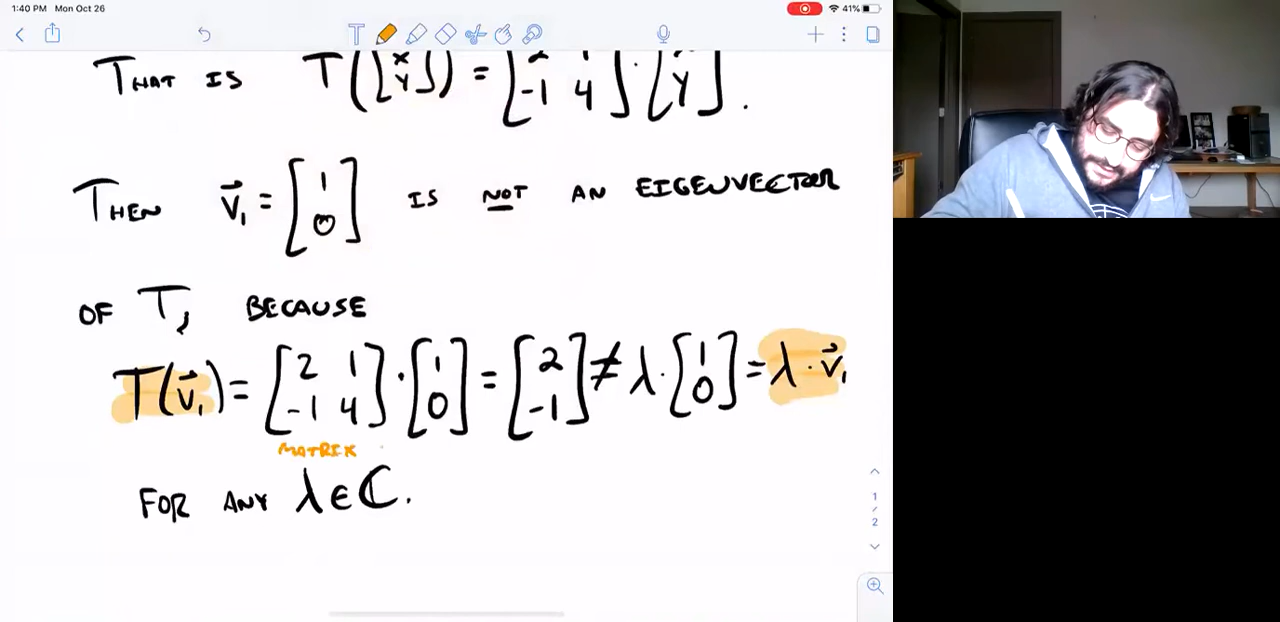 1:40 PM Mon Oct 26
41%
THAT IS T([x y]) = [2 1 -1 4] · [x y].
THEN v⃗₁ = [1 0] IS NOT AN EIGENVECTOR
OF T, BECAUSE
T(v⃗₁) = [2 1 -1 4] · [1 0] = [2 -1] ≠ λ · [1 0] = λ · v⃗₁
MATRIX
FOR ANY λ ∈ ℂ.
1
/
2